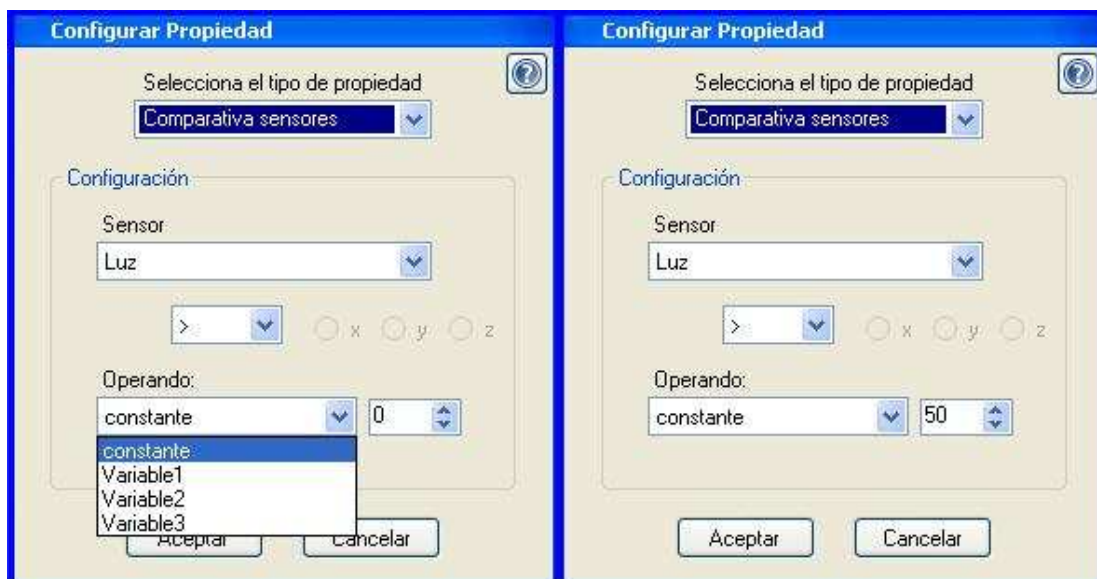 Configurar Propiedad
?
Selecciona el tipo de propiedad
Comparativa sensores
Configuración
Sensor
Luz
> x y z
Operando:
constante 0
constante
Variable1
Variable2
Variable3
Aceptar Cancelar
Configurar Propiedad
?
Selecciona el tipo de propiedad
Comparativa sensores
Configuración
Sensor
Luz
> x y z
Operando:
constante 50
Aceptar Cancelar